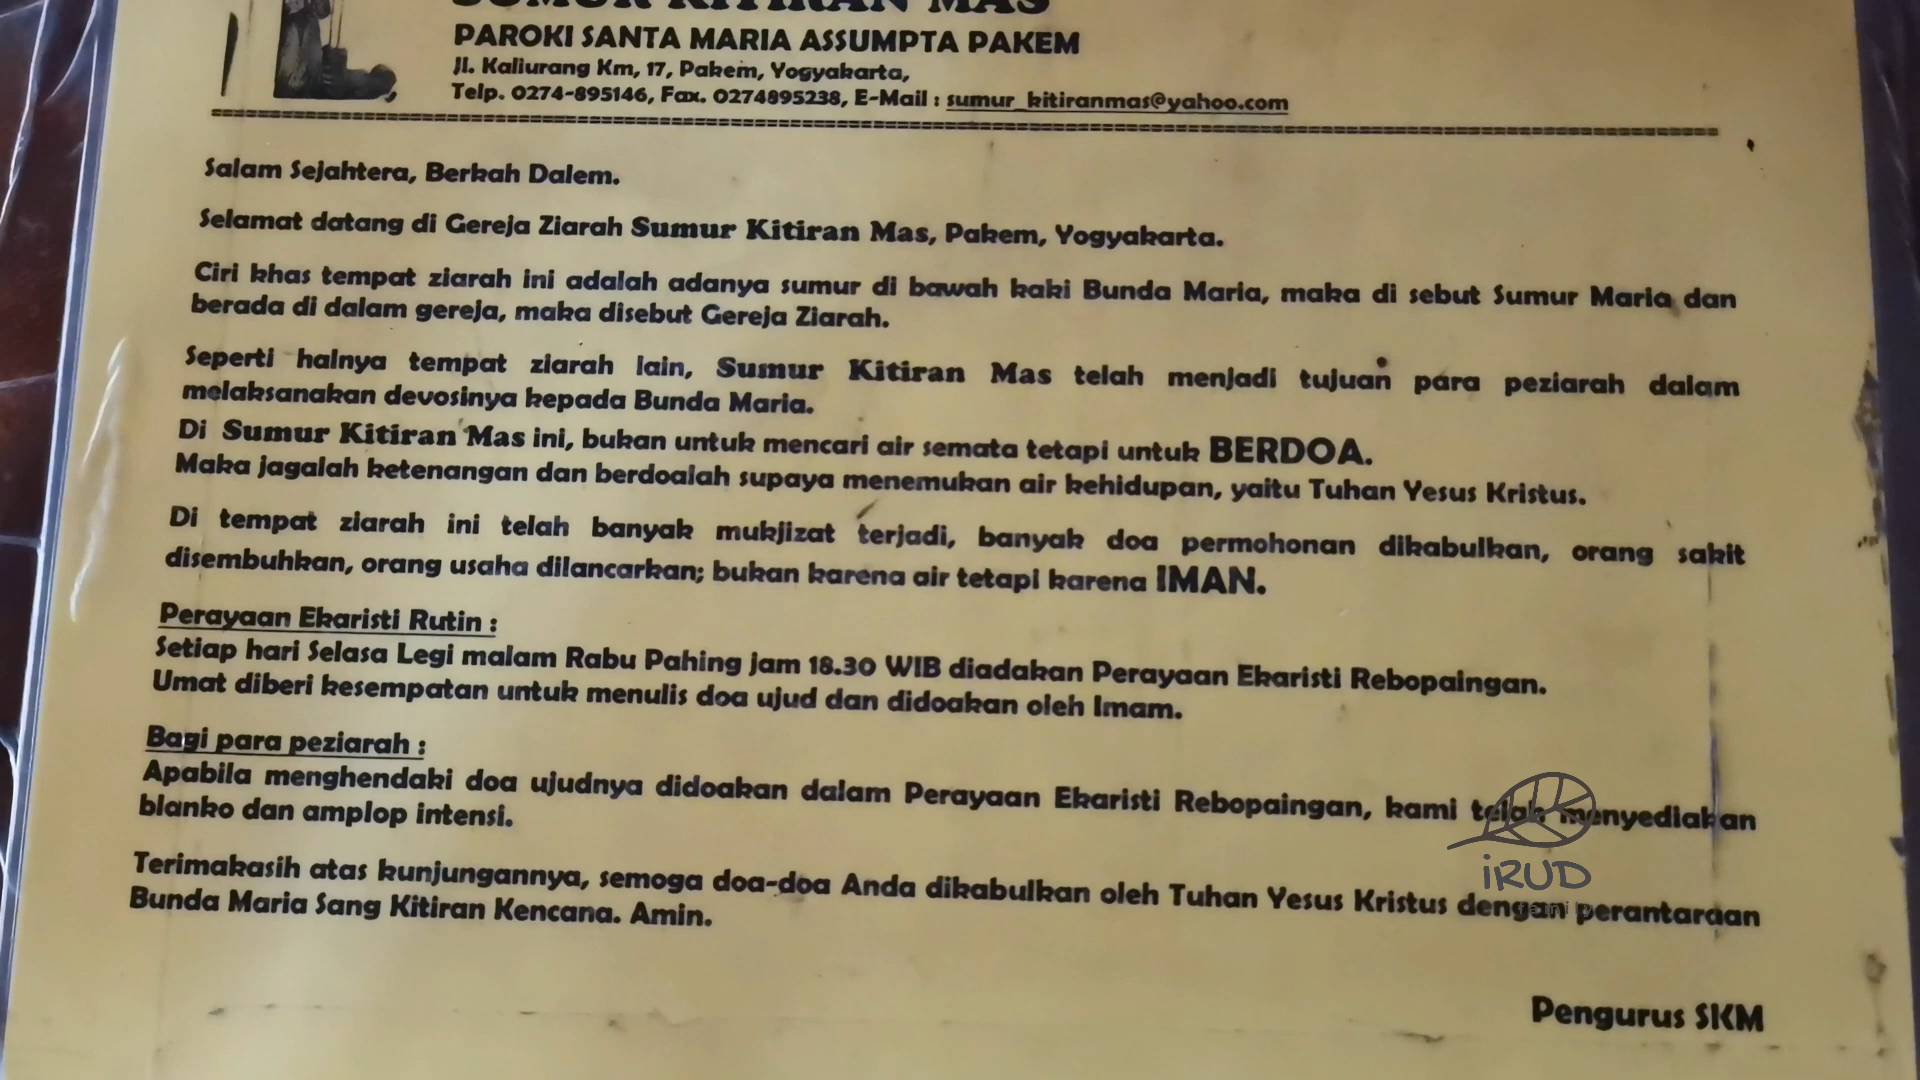 SUMUR KITIRAN MAS
PAROKI SANTA MARIA ASSUMPTA PAKEM
Jl. Kaliurang Km, 17, Pakem, Yogyakarta,
Telp. 0274-895146, Fax. 0274895238, E-Mail : sumur_kitiranmas@yahoo.com
Salam Sejahtera, Berkah Dalem.
Selamat datang di Gereja Ziarah Sumur Kitiran Mas, Pakem, Yogyakarta.
Ciri khas tempat ziarah ini adalah adanya sumur di bawah kaki Bunda Maria, maka di sebut Sumur Maria dan
berada di dalam gereja, maka disebut Gereja Ziarah.
Seperti halnya tempat ziarah lain, Sumur Kitiran Mas telah menjadi tujuan para peziarah dalam
melaksanakan devosinya kepada Bunda Maria.
Di Sumur Kitiran Mas ini, bukan untuk mencari air semata tetapi untuk BERDOA.
Maka jagalah ketenangan dan berdoalah supaya menemukan air kehidupan, yaitu Tuhan Yesus Kristus.
Di tempat ziarah ini telah banyak mukjizat terjadi, banyak doa permohonan dikabulkan, orang sakit
disembuhkan, orang usaha dilancarkan; bukan karena air tetapi karena IMAN.
Perayaan Ekaristi Rutin :
Setiap hari Selasa Legi malam Rabu Pahing jam 18.30 WIB diadakan Perayaan Ekaristi Rebopaingan.
Umat diberi kesempatan untuk menulis doa ujud dan didoakan oleh Imam.
Bagi para peziarah :
Apabila menghendaki doa ujudnya didoakan dalam Perayaan Ekaristi Rebopaingan, kami telah menyediakan
blanko dan amplop intensi.
Terimakasih atas kunjungannya, semoga doa-doa Anda dikabulkan oleh Tuhan Yesus Kristus dengan perantaraan
Bunda Maria Sang Kitiran Kencana. Amin.
Pengurus SKM
iRUD